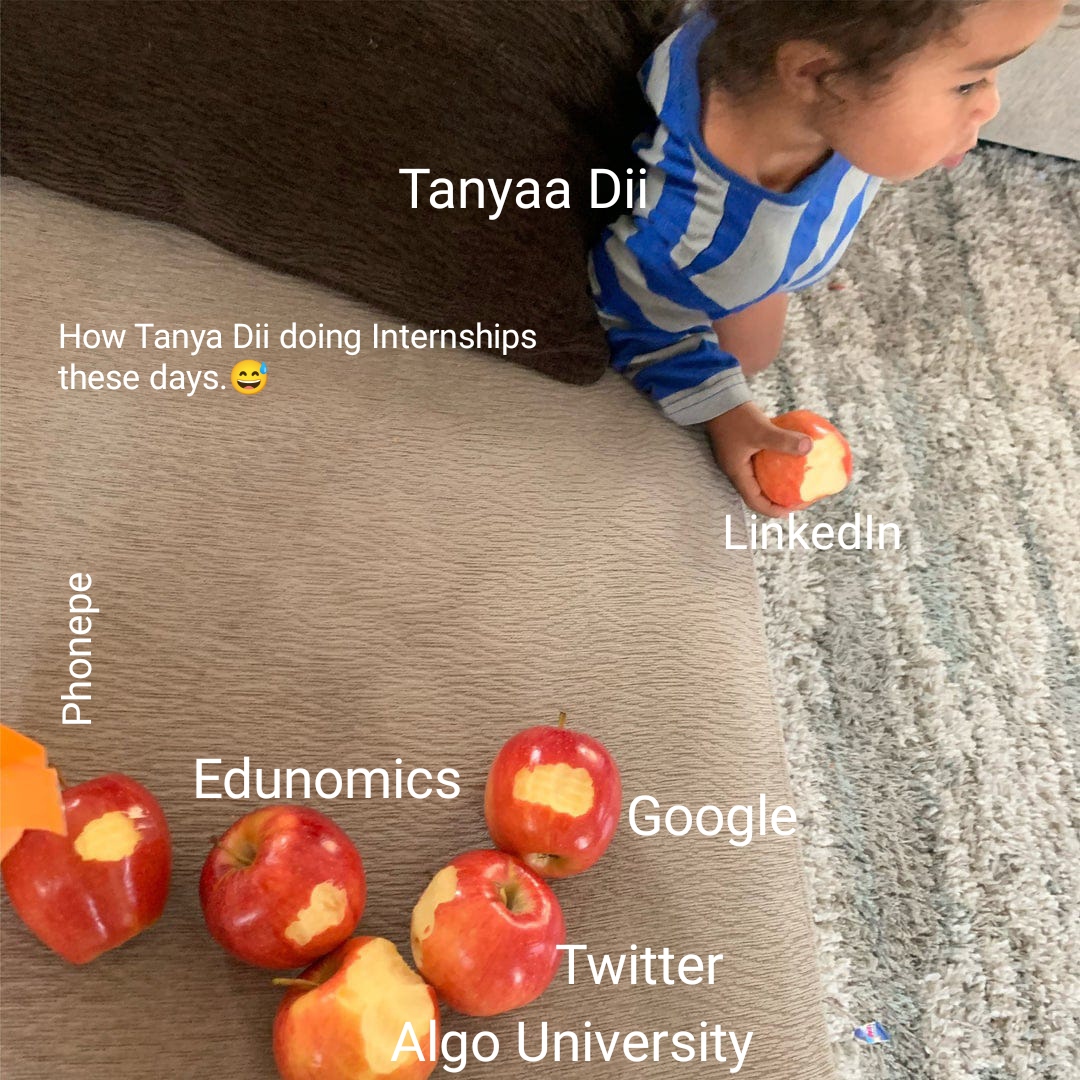 Tanyaa Dii
How Tanya Dii doing Internships
these days.😅
LinkedIn
Phonepe
Edunomics
Google
Twitter
Algo University